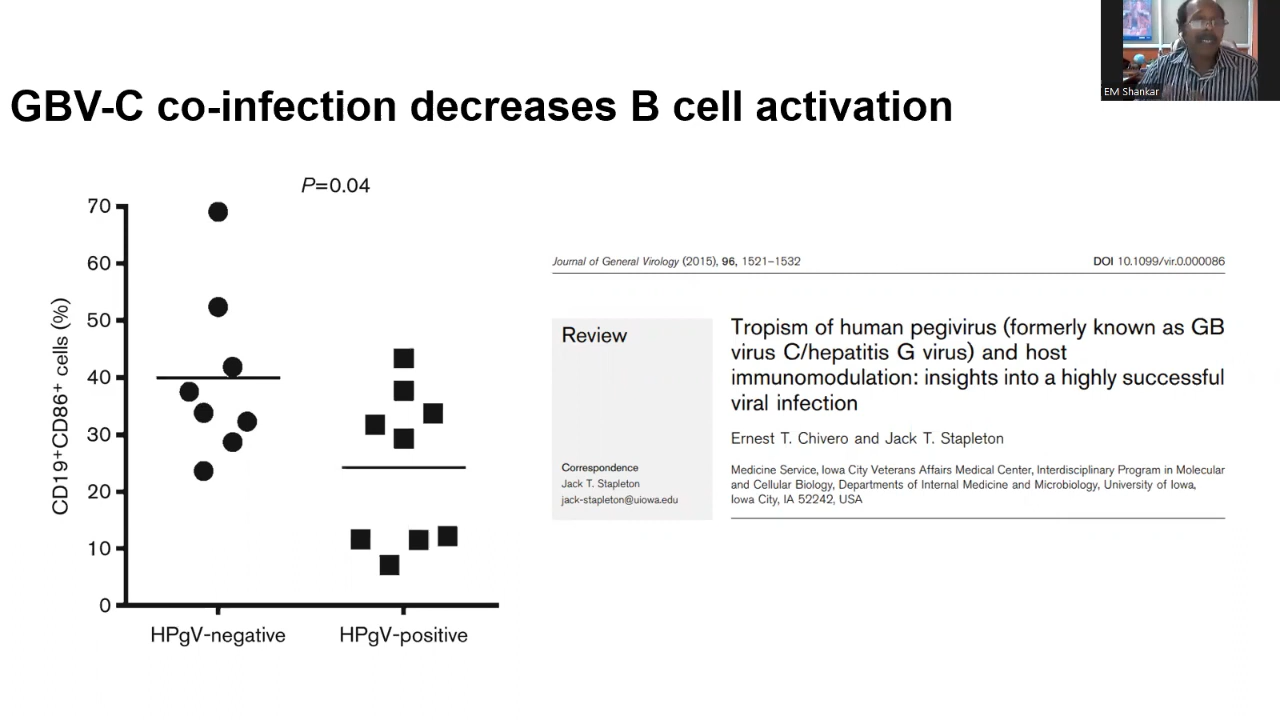 EM Shankar
GBV-C co-infection decreases B cell activation
P=0.04
70
60
50
40
30
20
10
0
CD19+CD86+ cells (%)
HPgV-negative
HPgV-positive
Journal of General Virology (2015), 96, 1521–1532
DOI 10.1099/vir.0.000086
Review
Tropism of human pegivirus (formerly known as GB
virus C/hepatitis G virus) and host
immunomodulation: insights into a highly successful
viral infection
Ernest T. Chivero and Jack T. Stapleton
Correspondence
Jack T. Stapleton
jack-stapleton@uiowa.edu
Medicine Service, Iowa City Veterans Affairs Medical Center, Interdisciplinary Program in Molecular
and Cellular Biology, Departments of Internal Medicine and Microbiology, University of Iowa,
Iowa City, IA 52242, USA